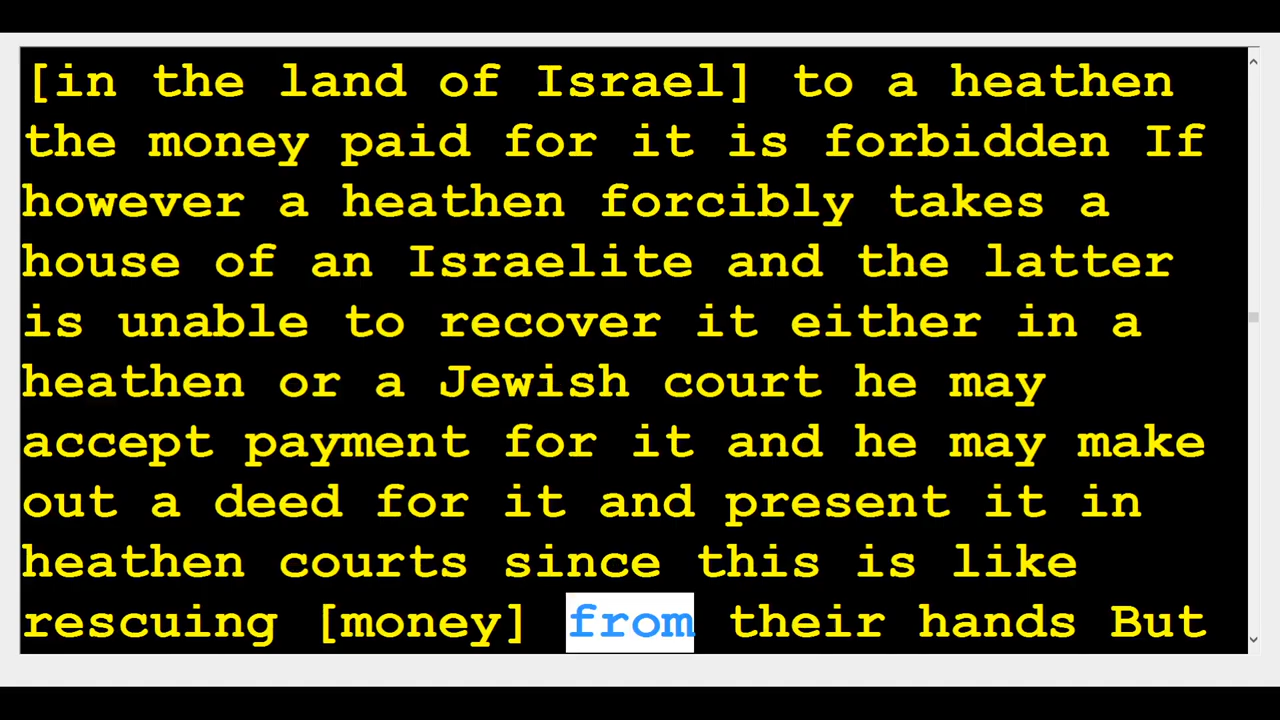 [in the land of Israel] to a heathen
the money paid for it is forbidden If
however a heathen forcibly takes a
house of an Israelite and the latter
is unable to recover it either in a
heathen or a Jewish court he may
accept payment for it and he may make
out a deed for it and present it in
heathen courts since this is like
rescuing [money] from their hands But